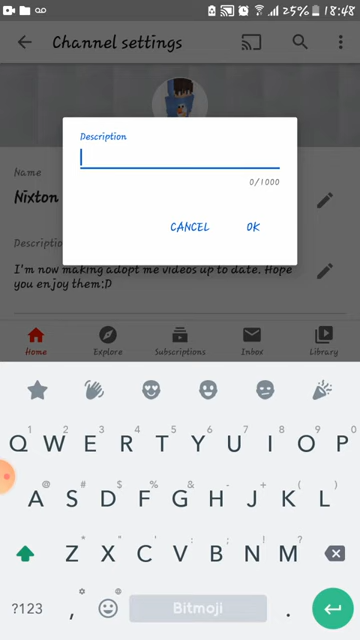 25% 18:48
Channel settings
Description
0/1000
CANCEL OK
Name
Nixton
Descriptio
I'm now making adopt me videos up to date. Hope
you enjoy them:D
Home Explore Subscriptions Inbox Library
1 2 3 4 5 6 7 8 9 0
Q W E R T Y U I O P
@ # $ % & - + ( )
A S D F G H J K L
* " ' : ; ! ?
Z X C V B N M
?123 , Bitmoji .